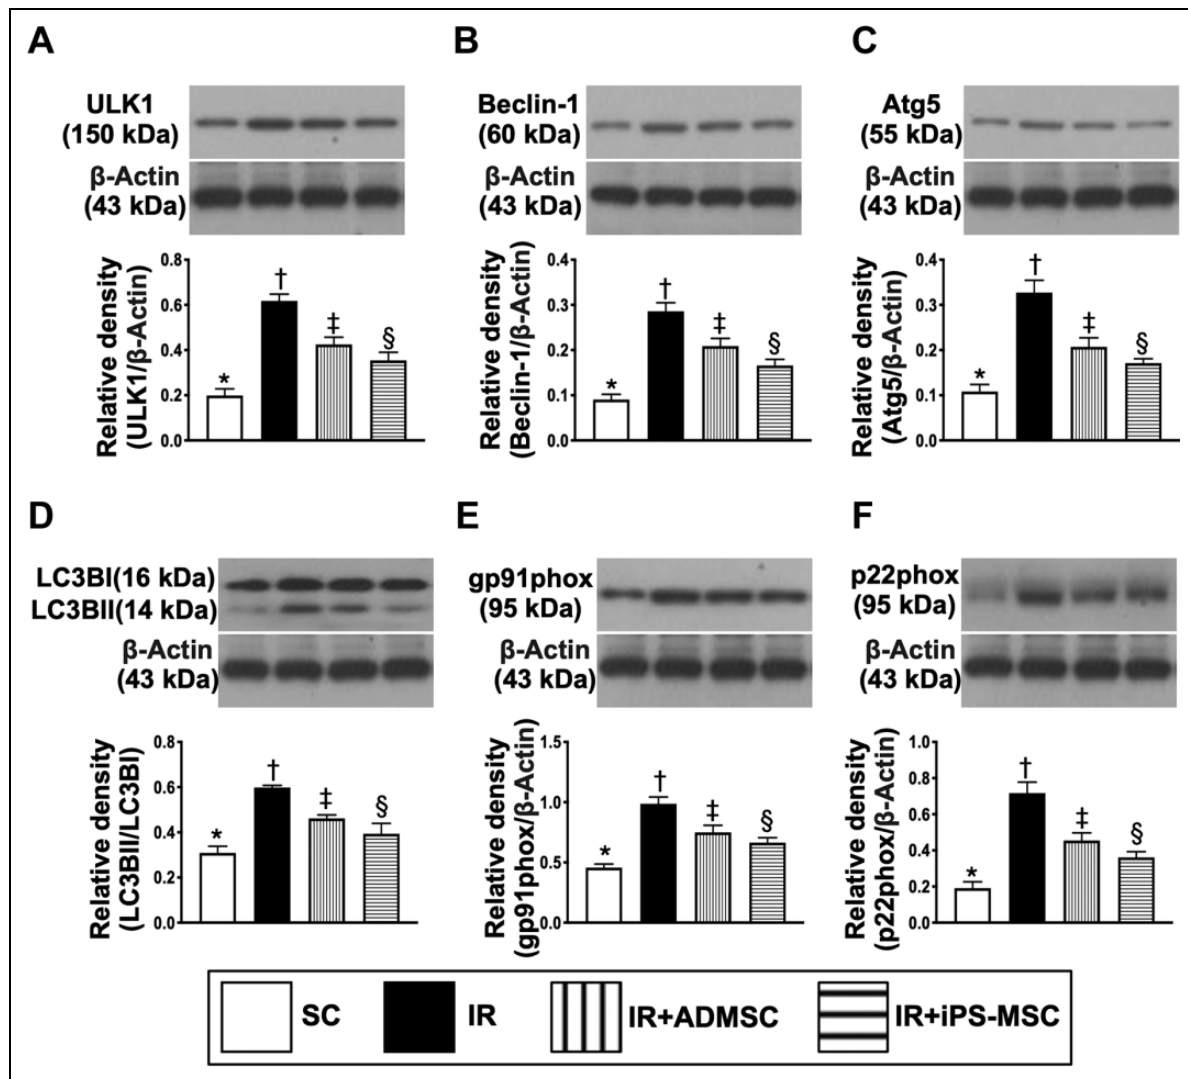 A
ULK1
(150 kDa)
β-Actin
(43 kDa)
Relative density
(ULK1/β-Actin)
0.8
0.6
0.4
0.2
0.0
*
†
‡
§
B
Beclin-1
(60 kDa)
β-Actin
(43 kDa)
Relative density
(Beclin-1/β-Actin)
0.4
0.3
0.2
0.1
0.0
*
†
‡
§
C
Atg5
(55 kDa)
β-Actin
(43 kDa)
Relative density
(Atg5/β-Actin)
0.4
0.3
0.2
0.1
0.0
*
†
‡
§
D
LC3BI(16 kDa)
LC3BII(14 kDa)
β-Actin
(43 kDa)
Relative density
(LC3BII/LC3BI)
0.8
0.6
0.4
0.2
0.0
*
†
‡
§
E
gp91phox
(95 kDa)
β-Actin
(43 kDa)
Relative density
(gp91phox/β-Actin)
1.5
1.0
0.5
0.0
*
†
‡
§
F
p22phox
(95 kDa)
β-Actin
(43 kDa)
Relative density
(p22phox/β-Actin)
1.0
0.8
0.6
0.4
0.2
0.0
*
†
‡
§
SC
IR
IR+ADMSC
IR+iPS-MSC